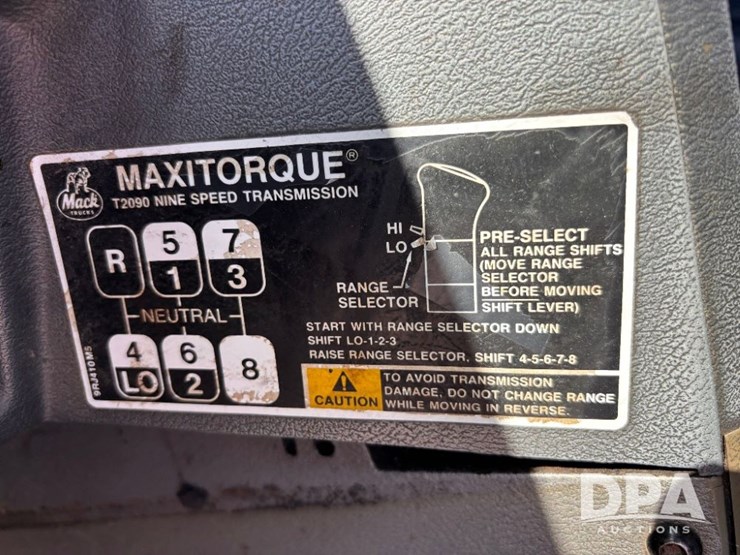 MAXITORQUE®
T2090 NINE SPEED TRANSMISSION
Mack
TRUCKS
R 5 7
1 3
NEUTRAL
4 6 8
LO 2
9RJ410M5
HI
LO
RANGE
SELECTOR
PRE-SELECT
ALL RANGE SHIFTS
(MOVE RANGE
SELECTOR
BEFORE MOVING
SHIFT LEVER)
START WITH RANGE SELECTOR DOWN
SHIFT LO-1-2-3
RAISE RANGE SELECTOR, SHIFT 4-5-6-7-8
CAUTION
TO AVOID TRANSMISSION
DAMAGE, DO NOT CHANGE RANGE
WHILE MOVING IN REVERSE.
DPA
AUCTIONS